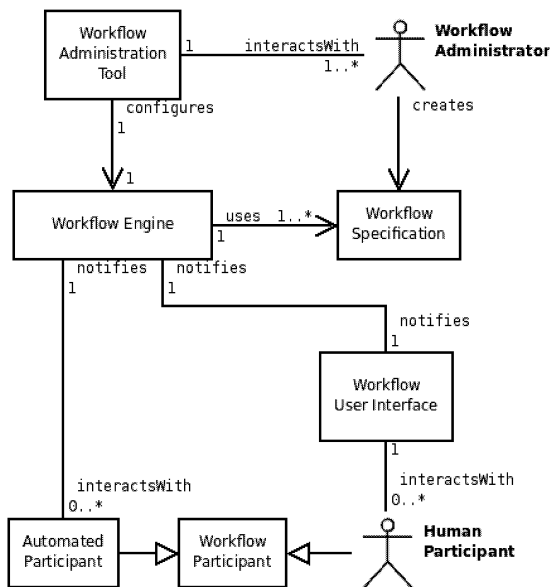 Workflow
Administration
Tool
1
interactsWith
1..*
Workflow
Administrator
configures
1
creates
1
Workflow Engine
uses 1..*
1
Workflow
Specification
notifies
1
notifies
1
notifies
1
Workflow
User Interface
1
interactsWith
0..*
interactsWith
0..*
Automated
Participant
Workflow
Participant
Human
Participant